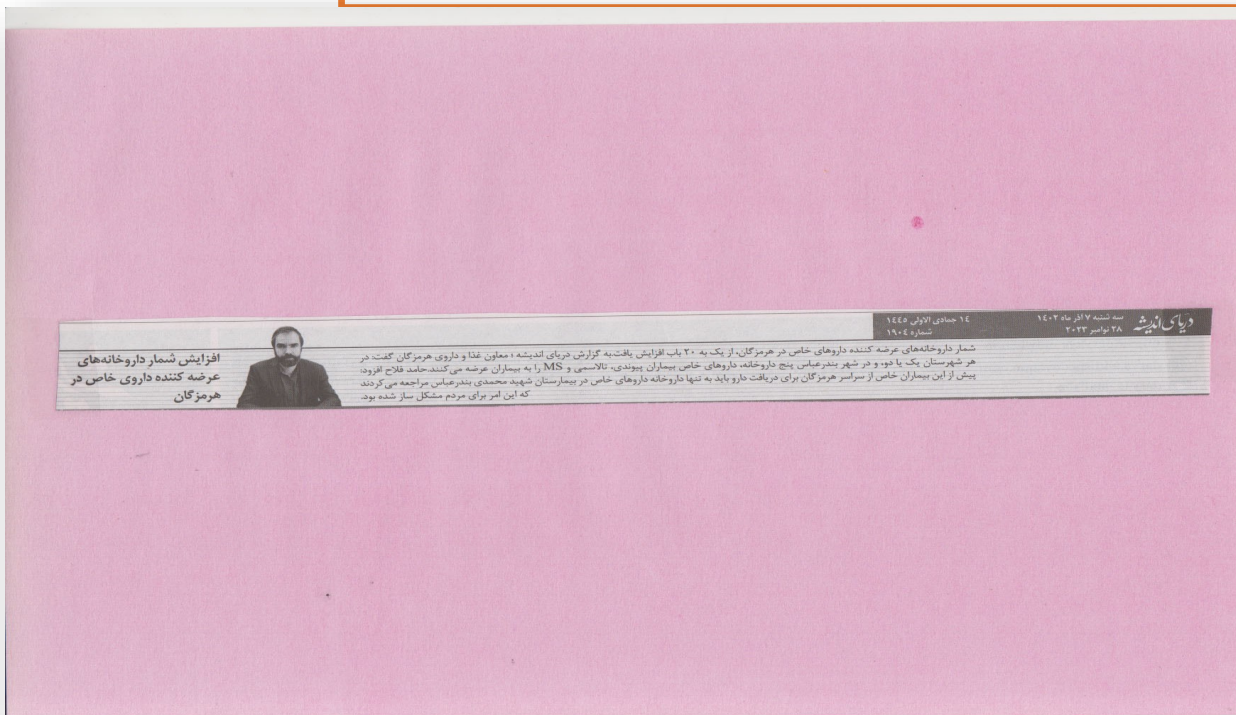 دریای اندیشه
سه شنبه ۷ آذر ماه ۱۴۰۲
۲۸ نوامبر ۲۰۲۳
۱٤ جمادی الاولی ۱٤٤٥
شماره ۱۹۰٤
افزایش شمار داروخانه‌های
عرضه کننده داروی خاص در
هرمزگان
شمار داروخانه‌های عرضه کننده داروهای خاص در هرمزگان، از یک به ۲۰ باب افزایش یافت.به گزارش دریای اندیشه ؛ معاون غذا و داروی هرمزگان گفت: در
هر شهرستان یک یا دو، و در شهر بندرعباس پنج داروخانه، داروهای خاص بیماران پیوندی، تالاسمی و MS را به بیماران عرضه می‌کنند.حامد فلاح افزود:
پیش از این بیماران خاص از سراسر هرمزگان برای دریافت دارو باید به تنها داروخانه داروهای خاص در بیمارستان شهید محمدی بندرعباس مراجعه می‌کردند
که این امر برای مردم مشکل ساز شده بود.